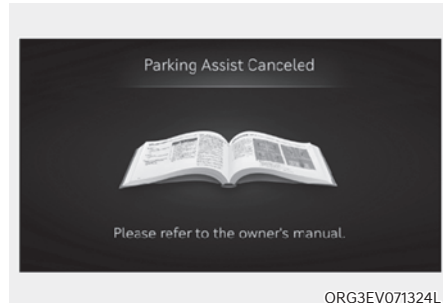 Parking Assist Canceled
Please refer to the owner's manual.
ORG3EV071324L